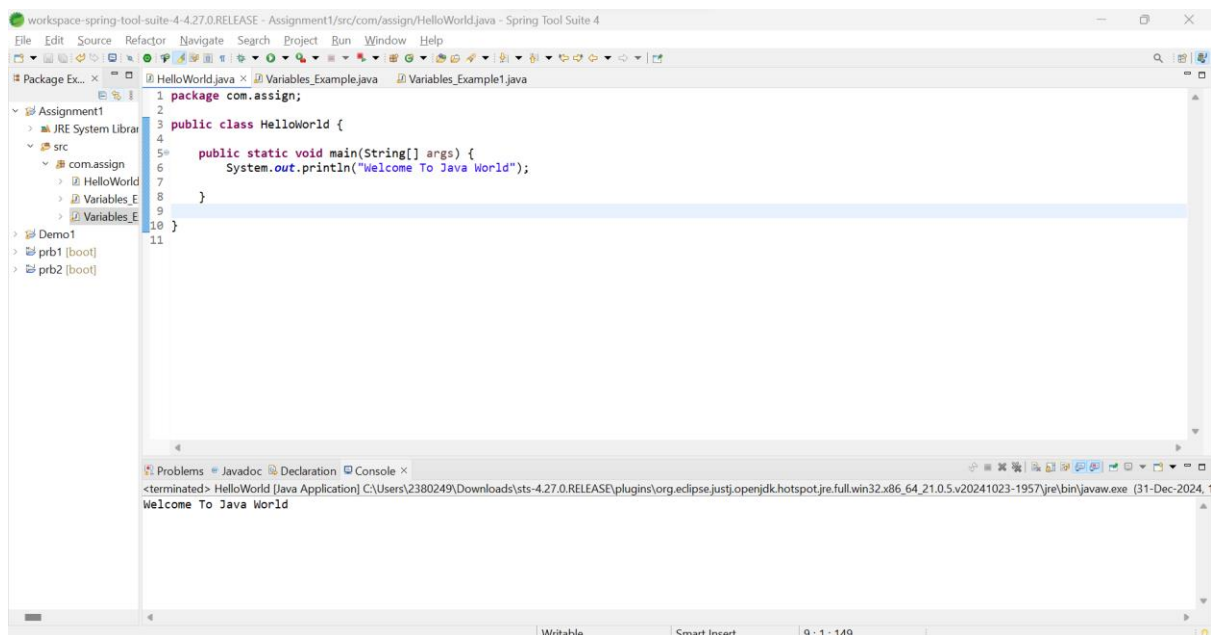 workspace-spring-tool-suite-4-4.27.0.RELEASE - Assignment1/src/com/assign/HelloWorld.java - Spring Tool Suite 4
File Edit Source Refactor Navigate Search Project Run Window Help
Package Ex...
Assignment1
JRE System Librar
src
com.assign
HelloWorld
Variables_E
Variables_E
Demo1
prb1 [boot]
prb2 [boot]
HelloWorld.java Variables_Example.java Variables_Example1.java
1 package com.assign;
2
3 public class HelloWorld {
4
5 public static void main(String[] args) {
6 System.out.println("Welcome To Java World");
7
8 }
9
10 }
11
Problems Javadoc Declaration Console
<terminated> HelloWorld [Java Application] C:\Users\2380249\Downloads\sts-4.27.0.RELEASE\plugins\org.eclipse.justj.openjdk.hotspot.jre.full.win32.x86_64_21.0.5.v20241023-1957\jre\bin\javaw.exe (31-Dec-2024, 1
Welcome To Java World
Writable Smart Insert 9 : 1 : 149